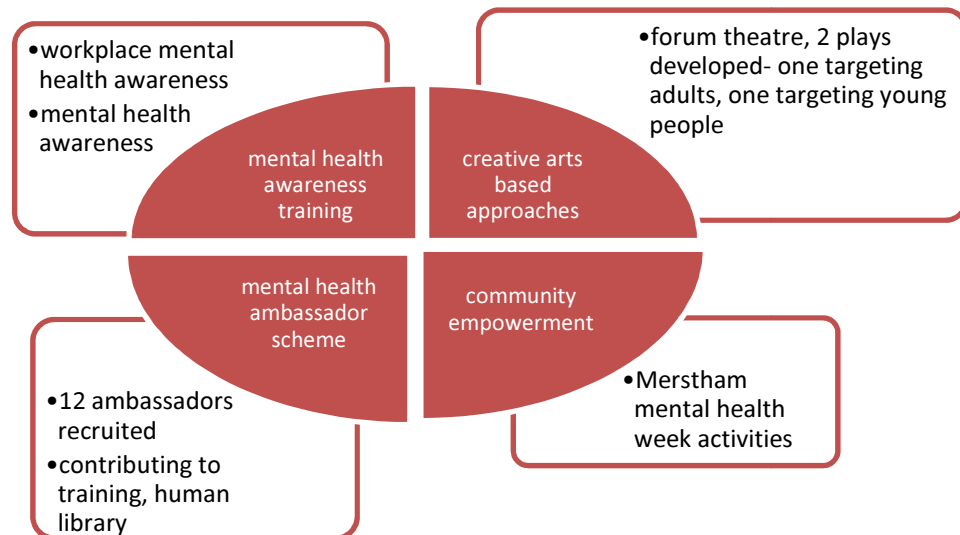 •workplace mental
health awareness
•mental health
awareness
•forum theatre, 2 plays
developed- one targeting
adults, one targeting young
people
mental health
awareness
training
creative arts
based
approaches
mental health
ambassador
scheme
community
empowerment
•12 ambassadors
recruited
•contributing to
training, human
library
•Merstham
mental health
week activities